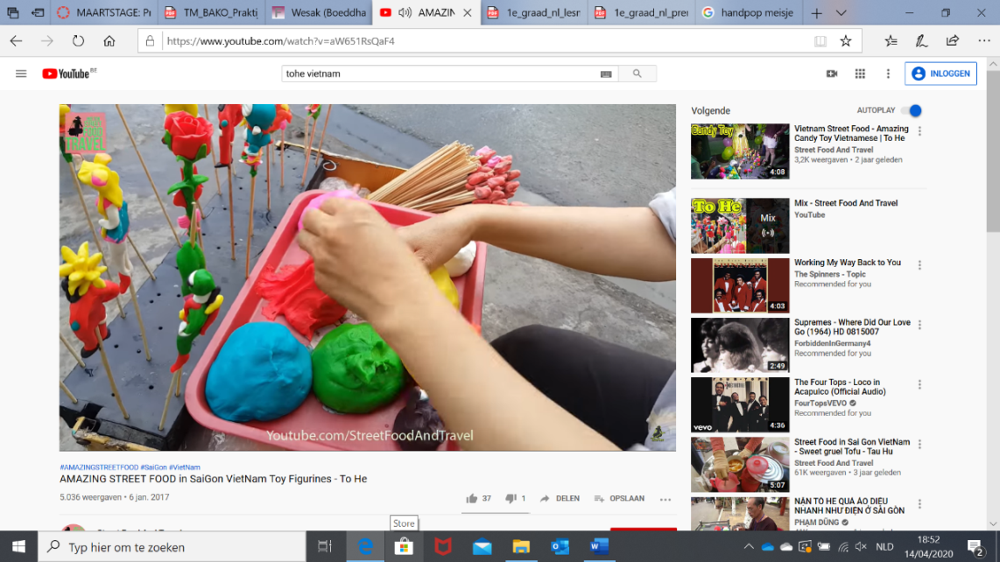 MAARTSTAGE: Pr
TM_BAKO_Praktij
Wesak (Boeddha
AMAZIN
1e_graad_nl_lesm
1e_graad_nl_prem
handpop meisje
https://www.youtube.com/watch?v=aW651RsQaF4
YouTube BE
tohe vietnam
INLOGGEN
TRAVEL
Youtube.com/StreetFoodAndTravel
#AMAZINGSTREETFOOD #SaiGon #VietNam
AMAZING STREET FOOD in SaiGon VietNam Toy Figurines - To He
5.036 weergaven • 6 jan. 2017
37
1
DELEN
OPSLAAN
Volgende
AUTOPLAY
Candy Toy
4:08
Vietnam Street Food - Amazing
Candy Toy Vietnamese | To He
Street Food And Travel
3,2K weergaven • 2 jaar geleden
To He
Mix
Mix - Street Food And Travel
YouTube
4:03
Working My Way Back to You
The Spinners - Topic
Recommended for you
2:49
Supremes - Where Did Our Love
Go (1964) HD 0815007
ForbiddenInGermany4
Recommended for you
vevo
4:36
The Four Tops - Loco in
Acapulco (Official Audio)
FourTopsVEVO
Recommended for you
5:07
Street Food in Sai Gon VietNam
- Sweet gruel Tofu - Tau Hu
Street Food And Travel
61K weergaven • 3 jaar geleden
NẶN TÒ HE QUÁ ÁO DIỆU
NHANH NHƯ ĐIỆN Ở SÀI GÒN
PHẠM DŨNG
Store
Typ hier om te zoeken
NLD
18:52
14/04/2020
2